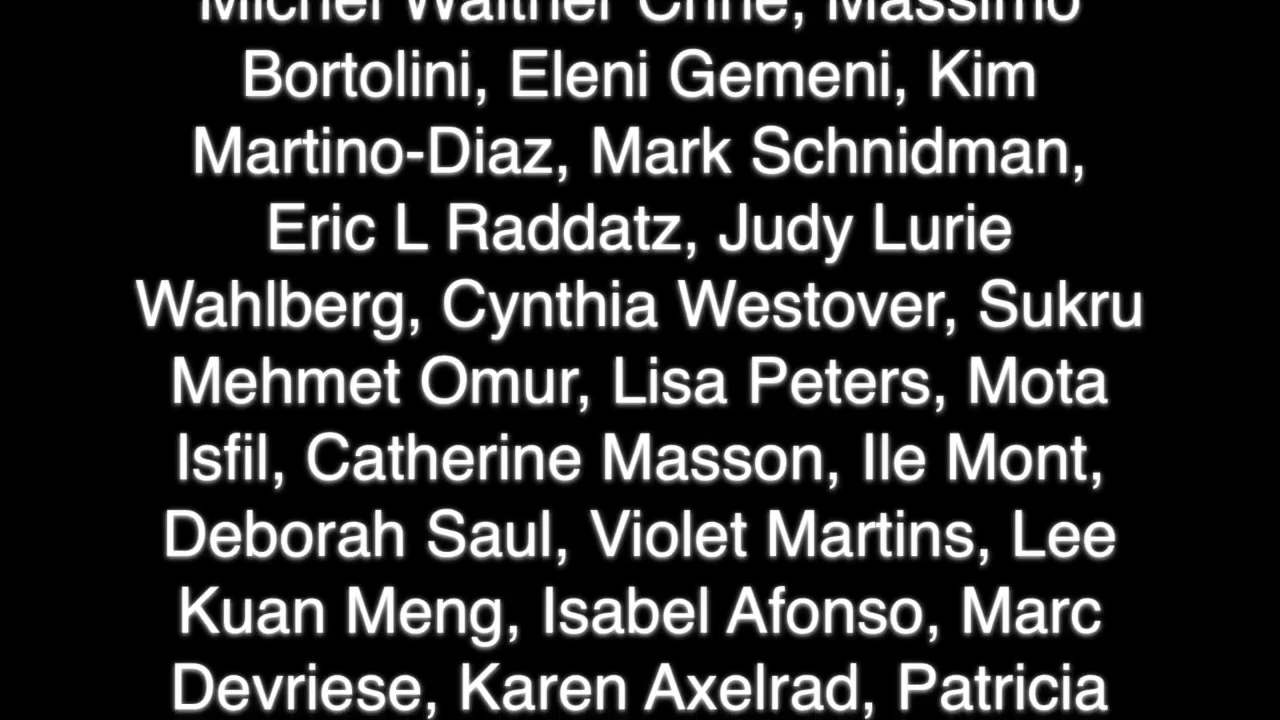 Massimo
Bortolini, Eleni Gemeni, Kim
Martino-Diaz, Mark Schnidman,
Eric L Raddatz, Judy Lurie
Wahlberg, Cynthia Westover, Sukru
Mehmet Omur, Lisa Peters, Mota
Isfil, Catherine Masson, Ile Mont,
Deborah Saul, Violet Martins, Lee
Kuan Meng, Isabel Afonso, Marc
Devriese, Karen Axelrad, Patricia